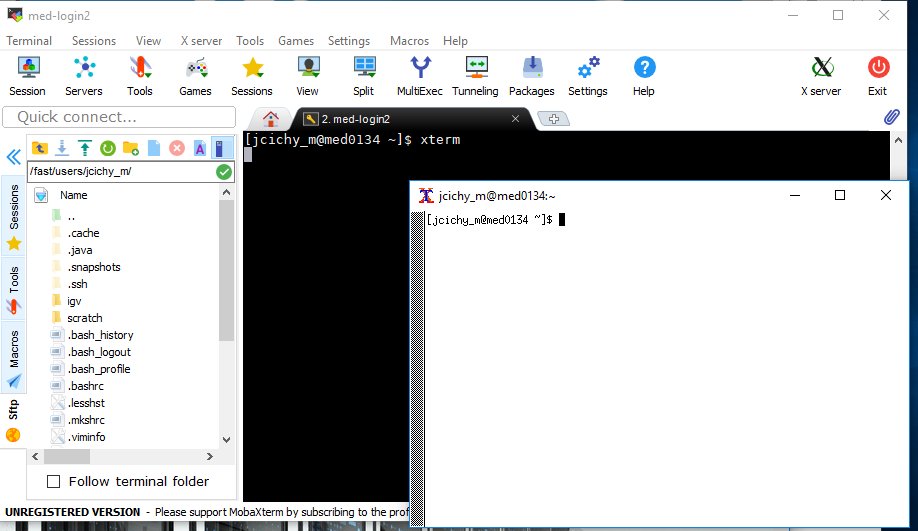 med-login2
Terminal Sessions View X server Tools Games Settings Macros Help
Session Servers Tools Games Sessions View Split MultiExec Tunneling Packages Settings Help X server Exit
Quick connect...
2. med-login2
/fast/users/jcichy_m/
Name
..
.cache
.java
.snapshots
.ssh
igv
scratch
.bash_history
.bash_logout
.bash_profile
.bashrc
.lesshst
.mkshrc
.viminfo
Sessions
Tools
Macros
Sftp
Follow terminal folder
[jcichy_m@med0134 ~]$ xterm
jcichy_m@med0134:~
[jcichy_m@med0134 ~]$
UNREGISTERED VERSION - Please support MobaXterm by subscribing to the prof